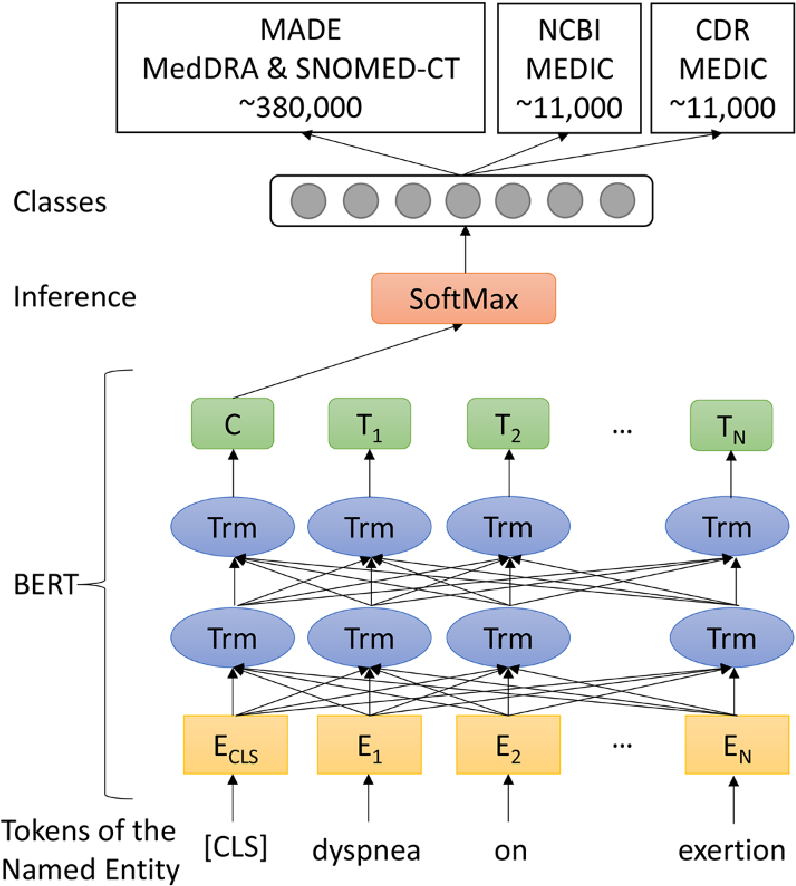 MADE
MedDRA & SNOMED-CT
~380,000
NCBI
MEDIC
~11,000
CDR
MEDIC
~11,000
Classes
Inference
SoftMax
BERT
C T1 T2 ... TN
Trm Trm Trm Trm
Trm Trm Trm Trm
ECLS E1 E2 ... EN
Tokens of the
Named Entity
[CLS] dyspnea on exertion